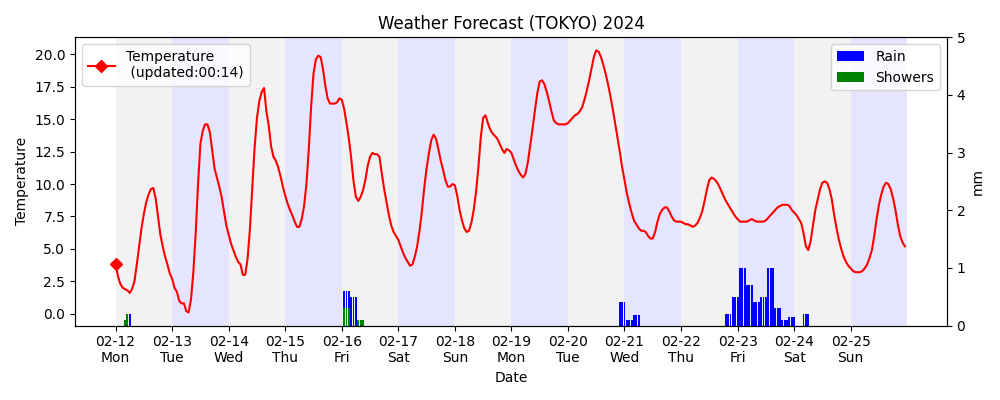 Weather Forecast (TOKYO) 2024
Temperature
(updated:00:14)
Rain
Showers
Temperature
20.0
17.5
15.0
12.5
10.0
7.5
5.0
2.5
0.0
5
4
3
2
1
0
mm
02-12 02-13 02-14 02-15 02-16 02-17 02-18 02-19 02-20 02-21 02-22 02-23 02-24 02-25
Mon Tue Wed Thu Fri Sat Sun Mon Tue Wed Thu Fri Sat Sun
Date